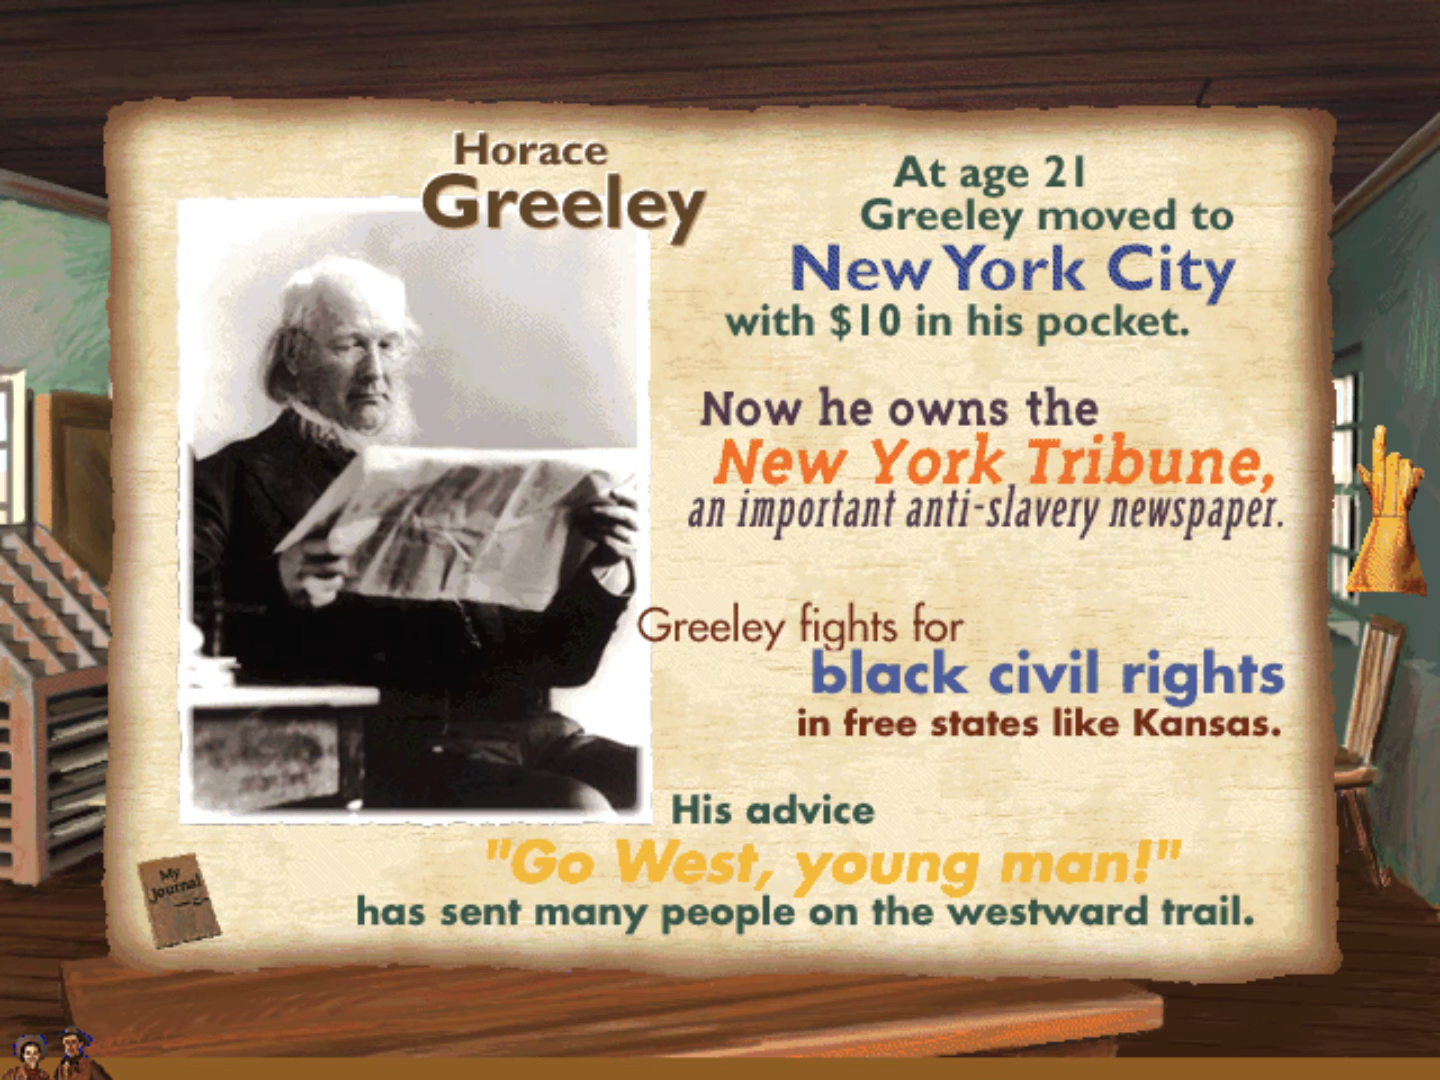 Horace
Greeley
At age 21
Greeley moved to
New York City
with $10 in his pocket.
Now he owns the
New York Tribune,
an important anti-slavery newspaper.
Greeley fights for
black civil rights
in free states like Kansas.
His advice
"Go West, young man!"
has sent many people on the westward trail.
My
Journal